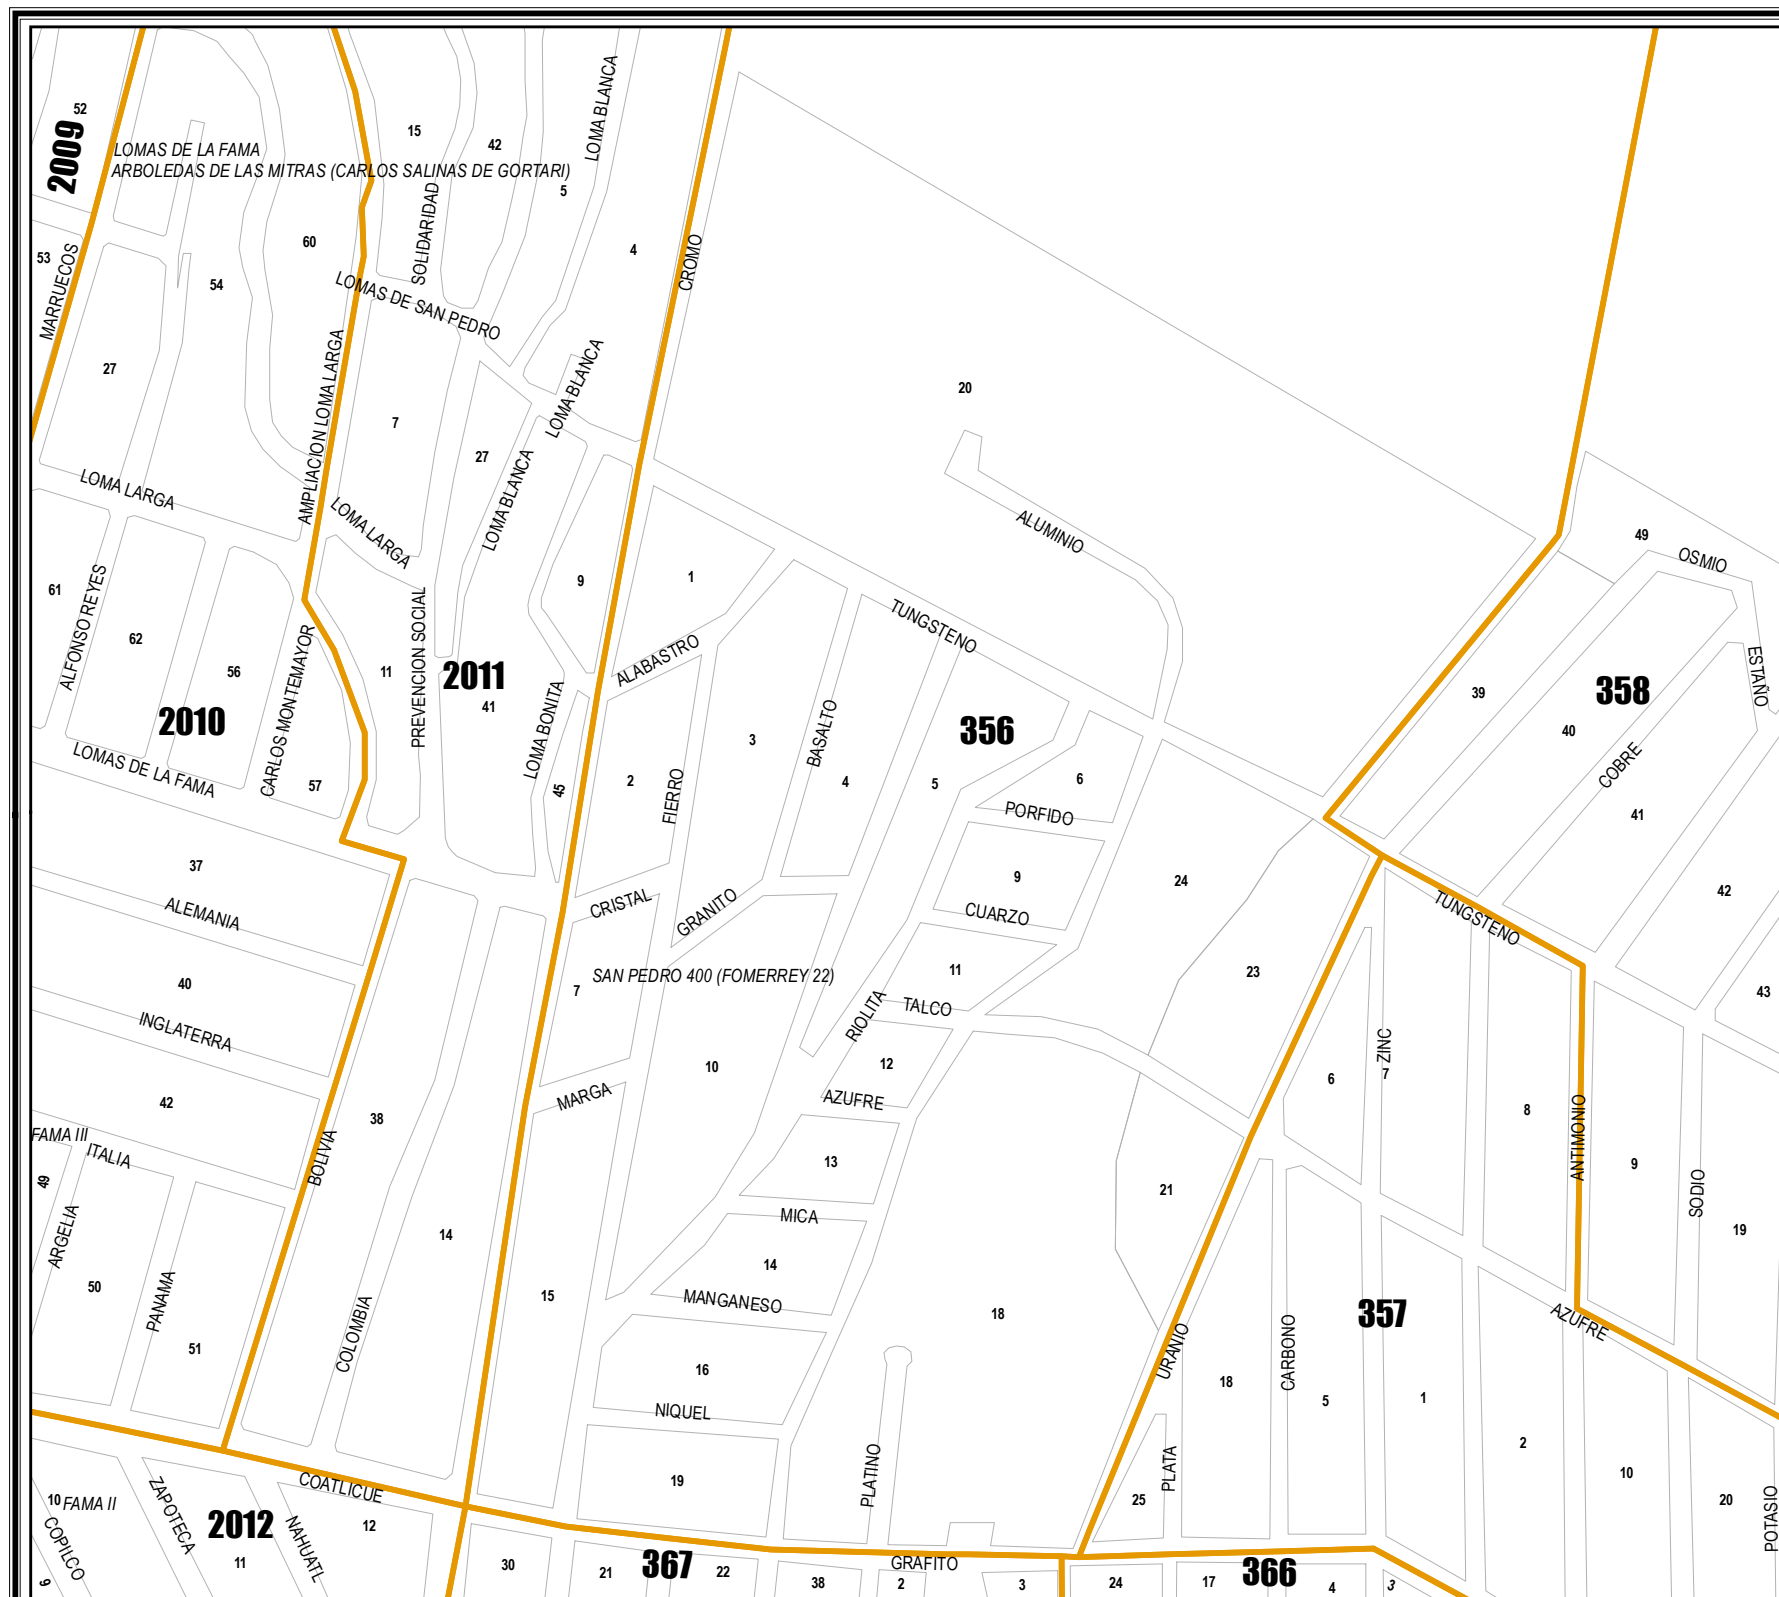 52
2009
LOMAS DE LA FAMA
ARBOLEDAS DE LAS MITRAS (CARLOS SALINAS DE GORTARI)
15
42
5
LOMA BLANCA
SOLIDARIDAD
60
4
CROMO
53
MARRUECOS
54
LOMAS DE SAN PEDRO
27
AMPLIACION LOMA LARGA
7
LOMA BLANCA
20
27
LOMA BLANCA
LOMA LARGA
LOMA LARGA
ALUMINIO
49
OSMIO
61
ALFONSO REYES
62
56
CARLOS MONTEMAYOR
11
PREVENCION SOCIAL
2011
41
9
1
ALABASTRO
TUNGSTENO
ESTAÑO
2010
LOMA BONITA
45
2
FIERRO
3
BASALTO
4
356
5
6
39
358
40
COBRE
41
LOMAS DE LA FAMA
57
PORFIDO
37
ALEMANIA
CRISTAL
GRANITO
9
CUARZO
24
42
TUNGSTENO
40
INGLATERRA
7
SAN PEDRO 400 (FOMERREY 22)
11
TALCO
RIOLITA
23
43
42
38
MARGA
10
12
AZUFRE
6
ZINC
7
8
ANTIMONIO
9
FAMA III
ITALIA
49
BOLIVIA
13
21
SODIO
19
ARGELIA
14
MICA
50
PANAMA
51
COLOMBIA
15
14
MANGANESO
18
URANIO
CARBONO
357
AZUFRE
16
NIQUEL
18
5
1
2
10
FAMA II
COPILCO
9
ZAPOTECA
2012
11
NAHUATL
COATLICUE
12
19
PLATINO
25
PLATA
10
20
POTASIO
30
21
367
22
38
2
GRAFITO
3
24
17
366
4
3